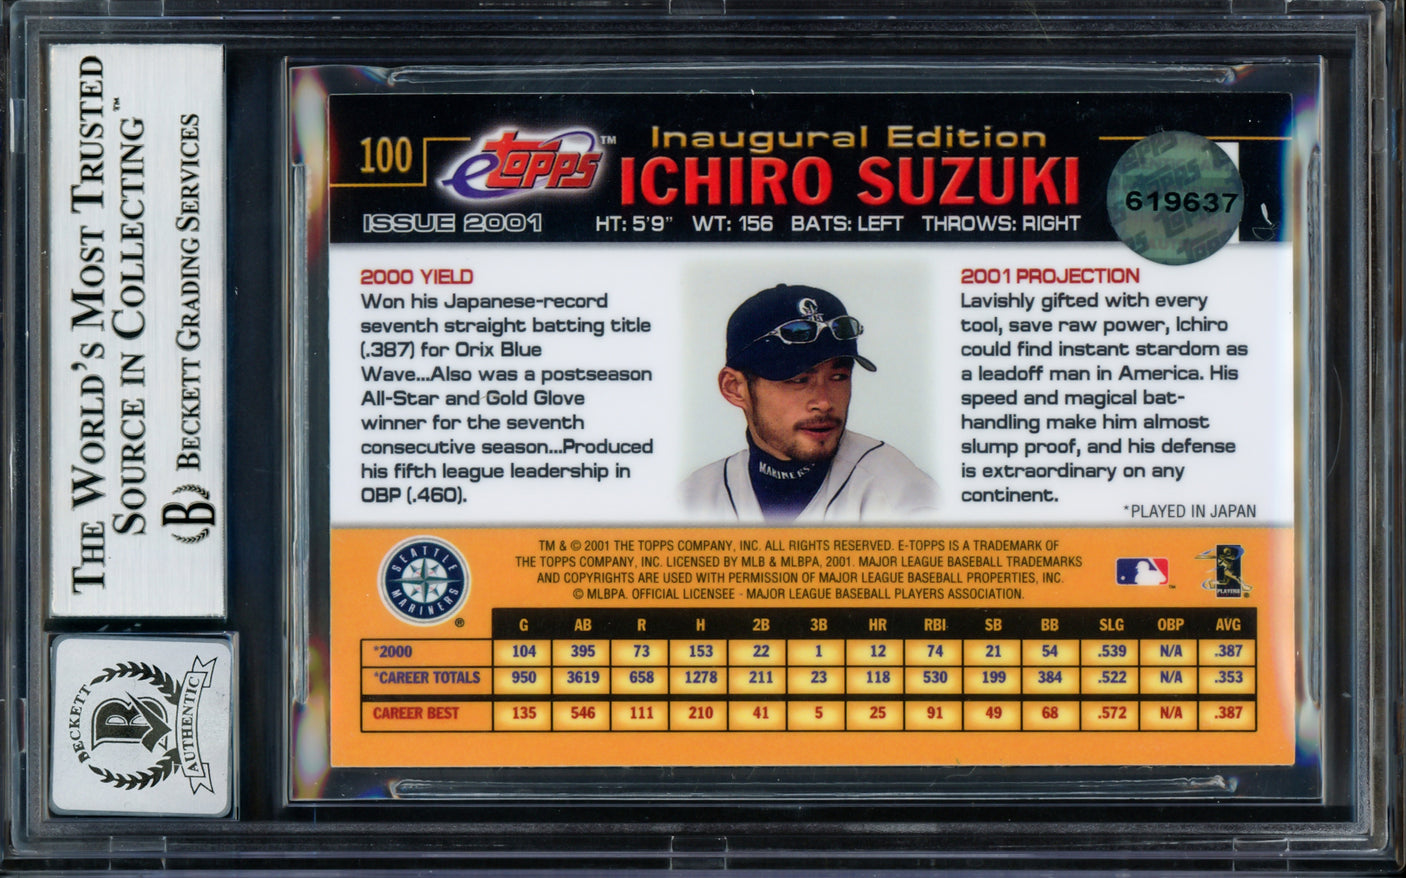 THE WORLD'S MOST TRUSTED
SOURCE IN COLLECTING™
BECKETT GRADING SERVICES
B
BECKETT
B
AUTHENTIC
100
eTOPPS™
Inaugural Edition
ICHIRO SUZUKI
619637
ISSUE 2001
HT: 5'9" WT: 156 BATS: LEFT THROWS: RIGHT
2000 YIELD
Won his Japanese-record
seventh straight batting title
(.387) for Orix Blue
Wave...Also was a postseason
All-Star and Gold Glove
winner for the seventh
consecutive season...Produced
his fifth league leadership in
OBP (.460).
S
MARINERS
2001 PROJECTION
Lavishly gifted with every
tool, save raw power, Ichiro
could find instant stardom as
a leadoff man in America. His
speed and magical bat-
handling make him almost
slump proof, and his defense
is extraordinary on any
continent.
*PLAYED IN JAPAN
SEATTLE
MARINERS
®
TM & © 2001 THE TOPPS COMPANY, INC. ALL RIGHTS RESERVED. E-TOPPS IS A TRADEMARK OF
THE TOPPS COMPANY, INC. LICENSED BY MLB & MLBPA, 2001. MAJOR LEAGUE BASEBALL TRADEMARKS
AND COPYRIGHTS ARE USED WITH PERMISSION OF MAJOR LEAGUE BASEBALL PROPERTIES, INC.
© MLBPA. OFFICIAL LICENSEE - MAJOR LEAGUE BASEBALL PLAYERS ASSOCIATION.
PLAYERS
G AB R H 2B 3B HR RBI SB BB SLG OBP AVG
*2000 104 395 73 153 22 1 12 74 21 54 .539 N/A .387
*CAREER TOTALS 950 3619 658 1278 211 23 118 530 199 384 .522 N/A .353
CAREER BEST 135 546 111 210 41 5 25 91 49 68 .572 N/A .387